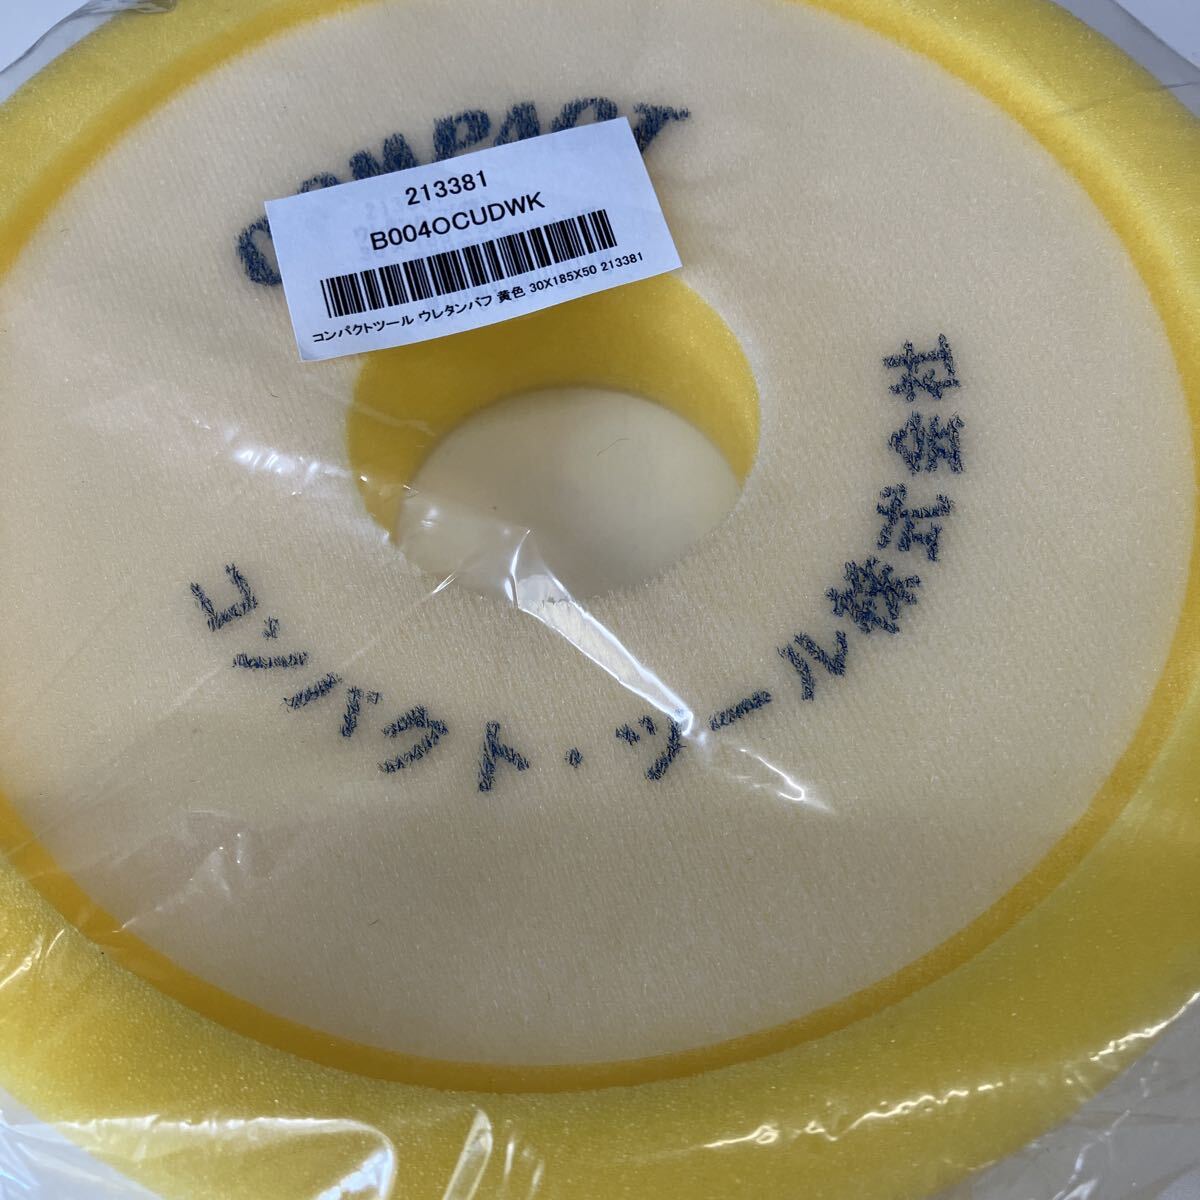 COMPACT
213381
B004OCUDWK
コンパクトツール ウレタンバフ 黄色 30X185X50 213381
コンパクト・ツール株式会社